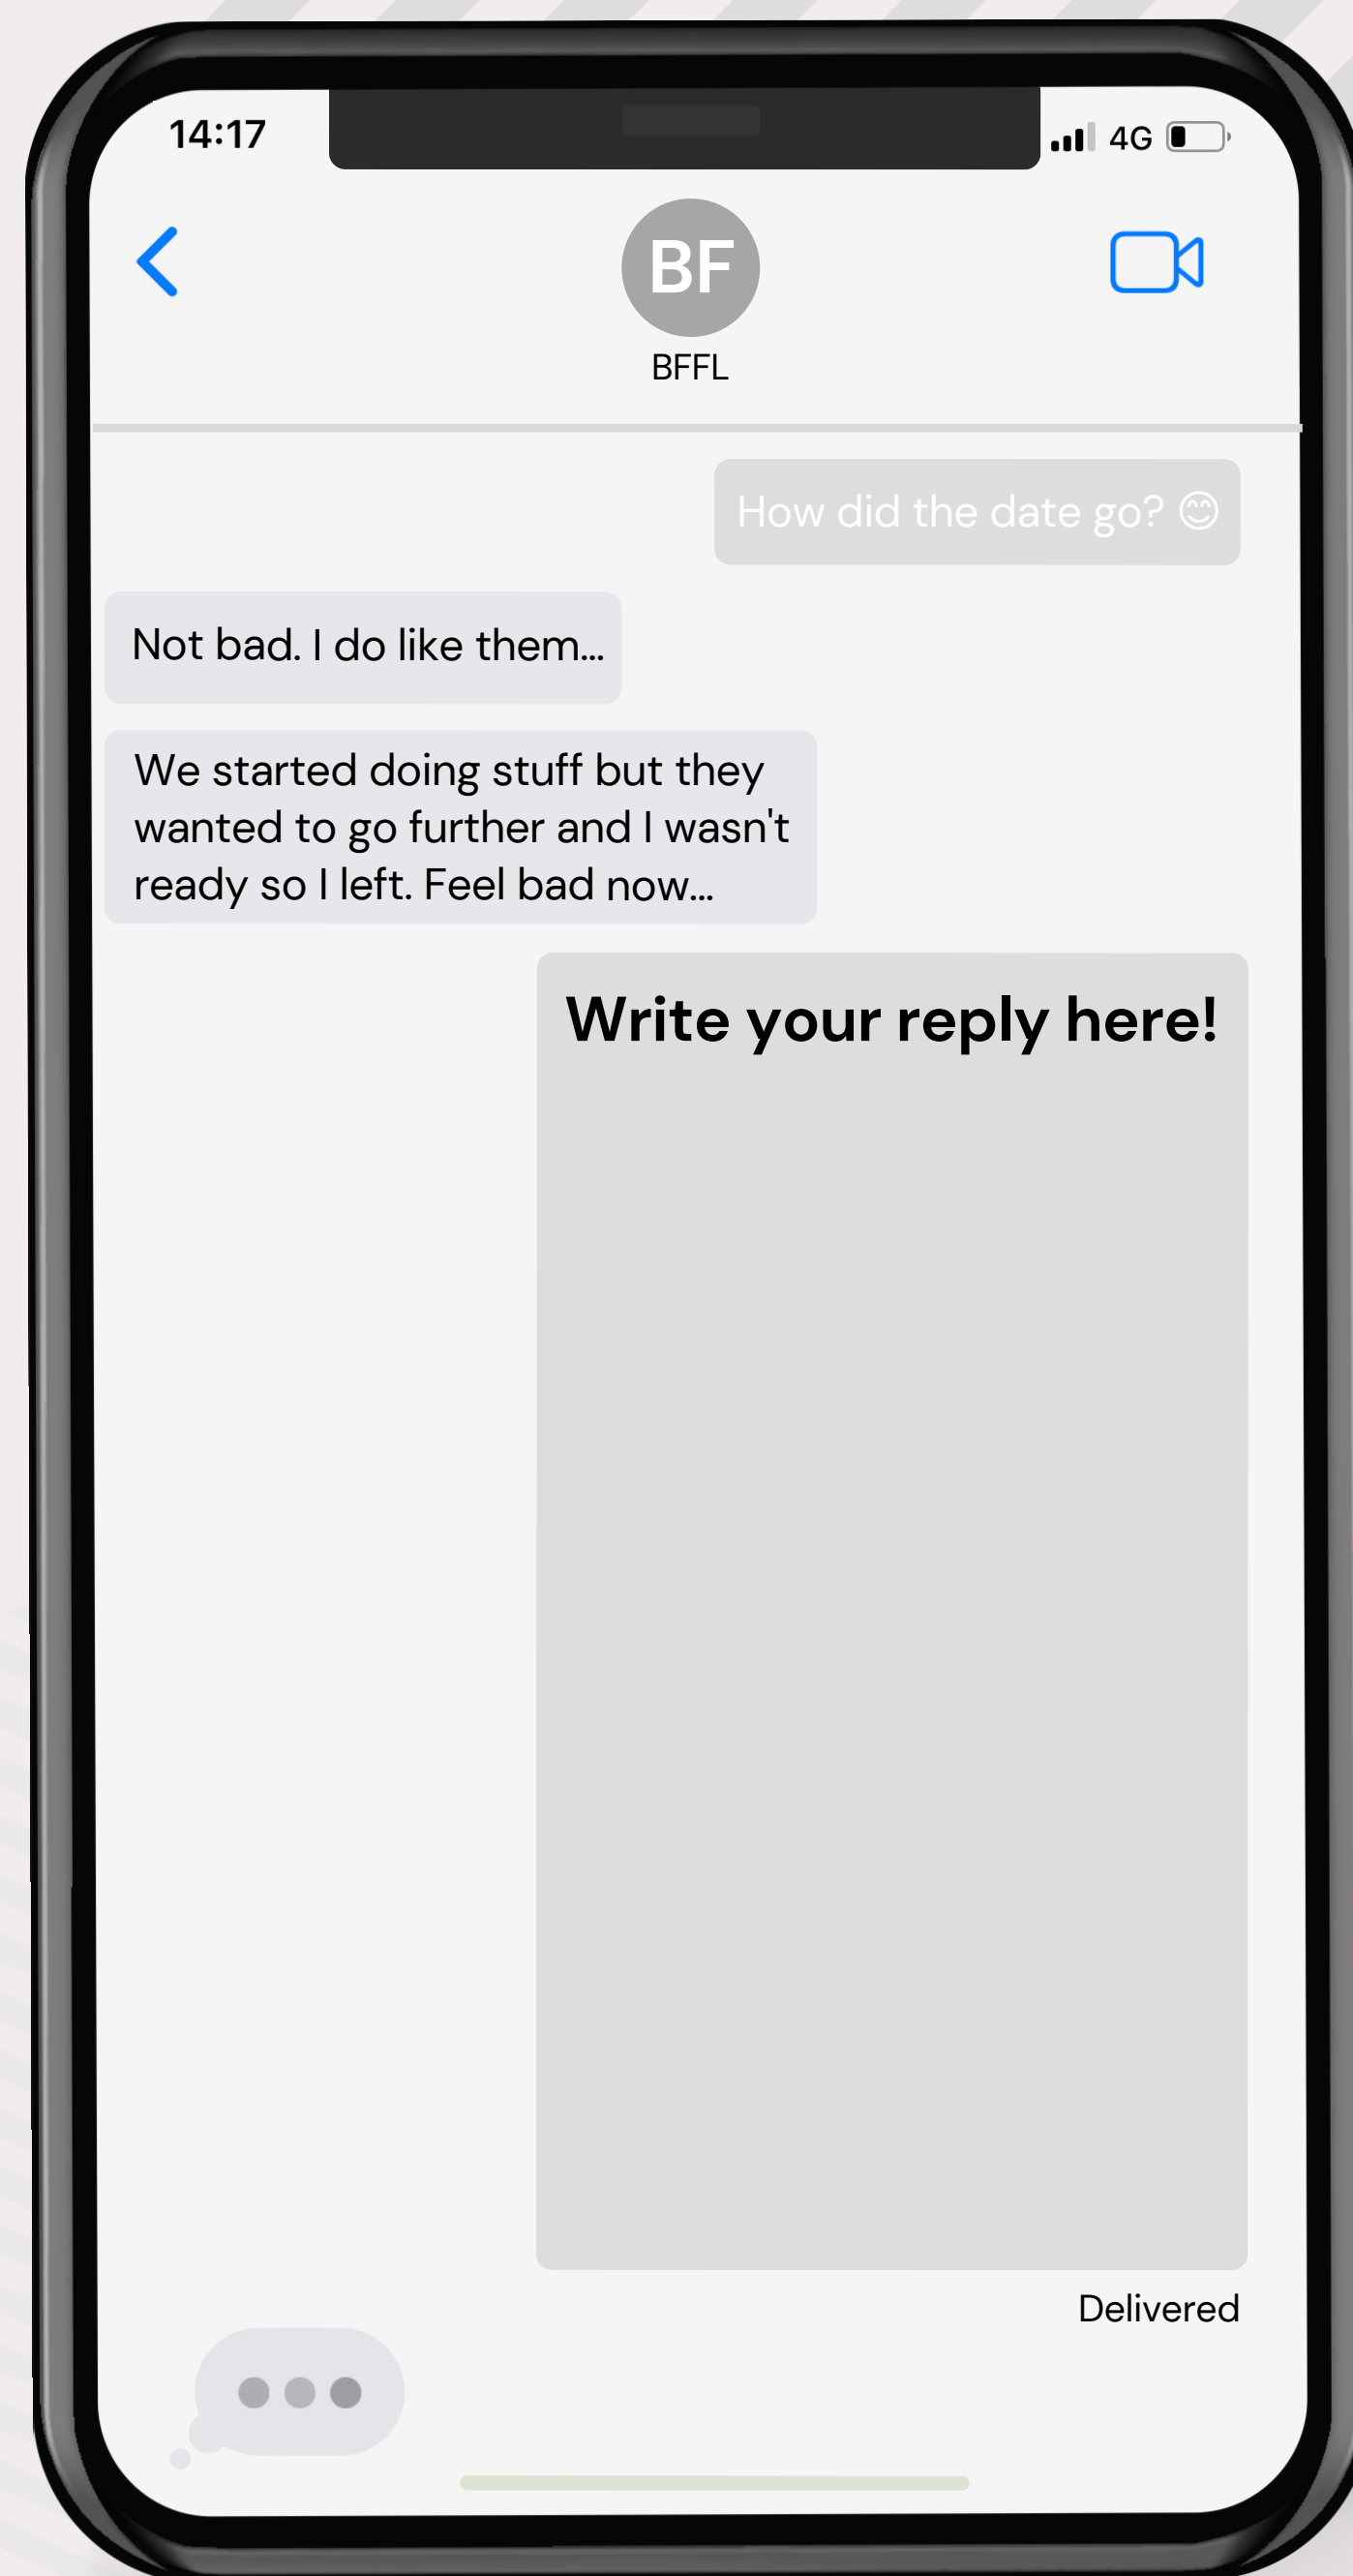 14:17
4G
BF
BFFL
How did the date go? 😊
Not bad. I do like them...
We started doing stuff but they
wanted to go further and I wasn't
ready so I left. Feel bad now...
Write your reply here!
Delivered